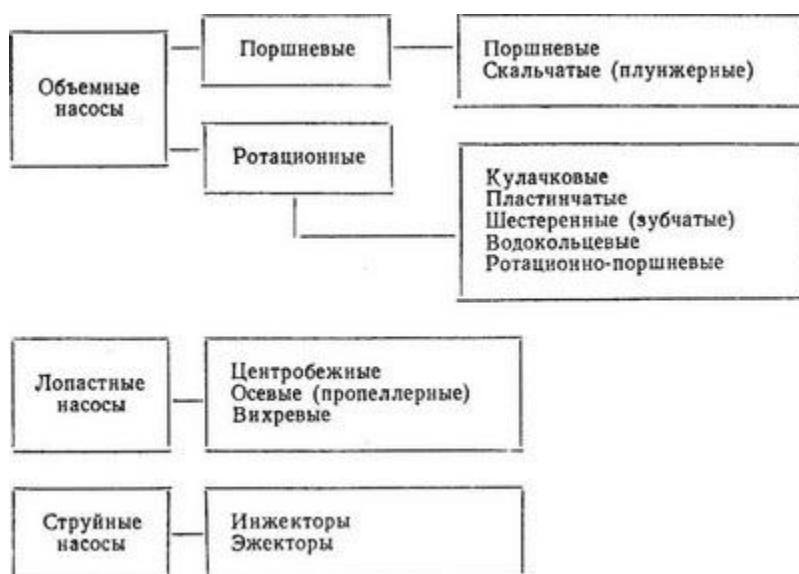 Объемные
насосы
Поршневые
Поршневые
Скальчатые (плунжерные)
Ротационные
Кулачковые
Пластинчатые
Шестеренные (зубчатые)
Водокольцевые
Ротационно-поршневые
Лопастные
насосы
Центробежные
Осевые (пропеллерные)
Вихревые
Струйные
насосы
Инжекторы
Эжекторы